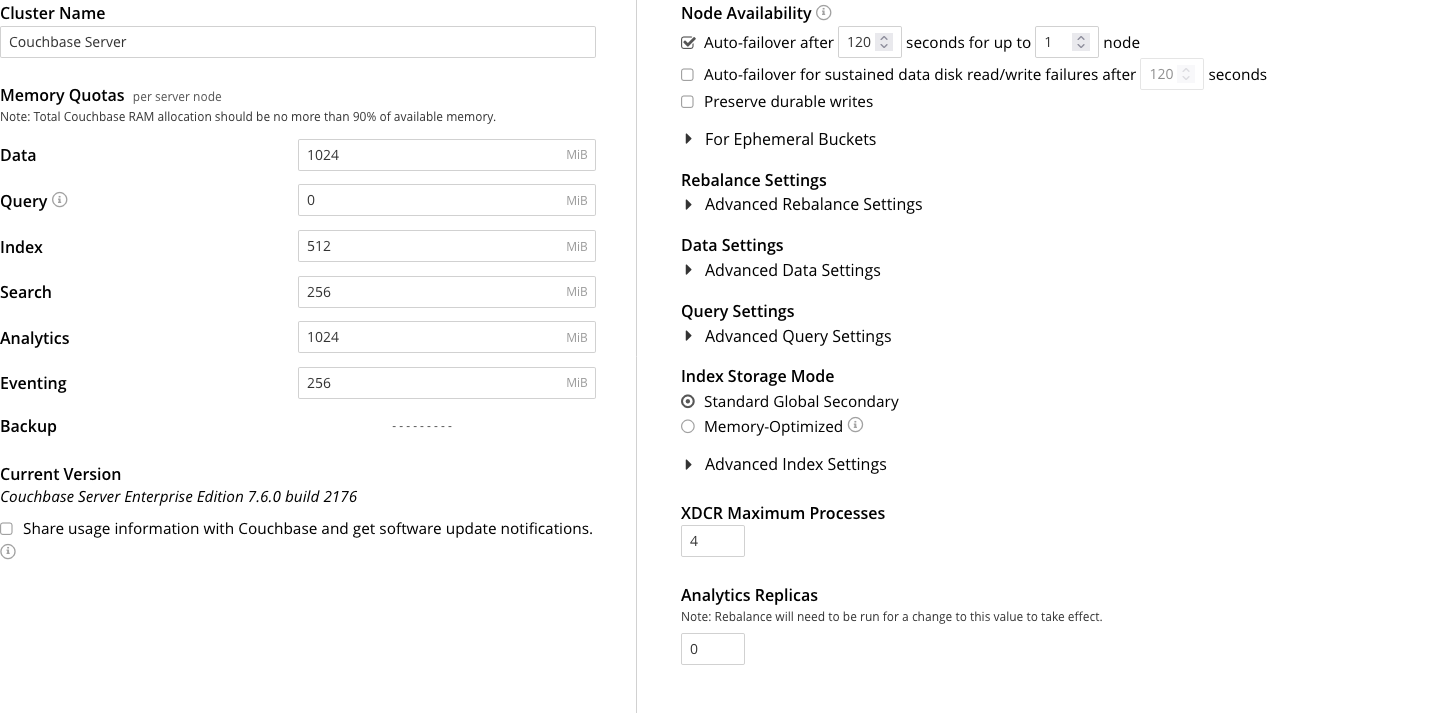 Cluster Name
Couchbase Server
Memory Quotas per server node
Note: Total Couchbase RAM allocation should be no more than 90% of available memory.
Data 1024 MiB
Query 0 MiB
Index 512 MiB
Search 256 MiB
Analytics 1024 MiB
Eventing 256 MiB
Backup ---------
Current Version
Couchbase Server Enterprise Edition 7.6.0 build 2176
Share usage information with Couchbase and get software update notifications.
Node Availability
Auto-failover after 120 seconds for up to 1 node
Auto-failover for sustained data disk read/write failures after 120 seconds
Preserve durable writes
For Ephemeral Buckets
Rebalance Settings
Advanced Rebalance Settings
Data Settings
Advanced Data Settings
Query Settings
Advanced Query Settings
Index Storage Mode
Standard Global Secondary
Memory-Optimized
Advanced Index Settings
XDCR Maximum Processes
4
Analytics Replicas
Note: Rebalance will need to be run for a change to this value to take effect.
0